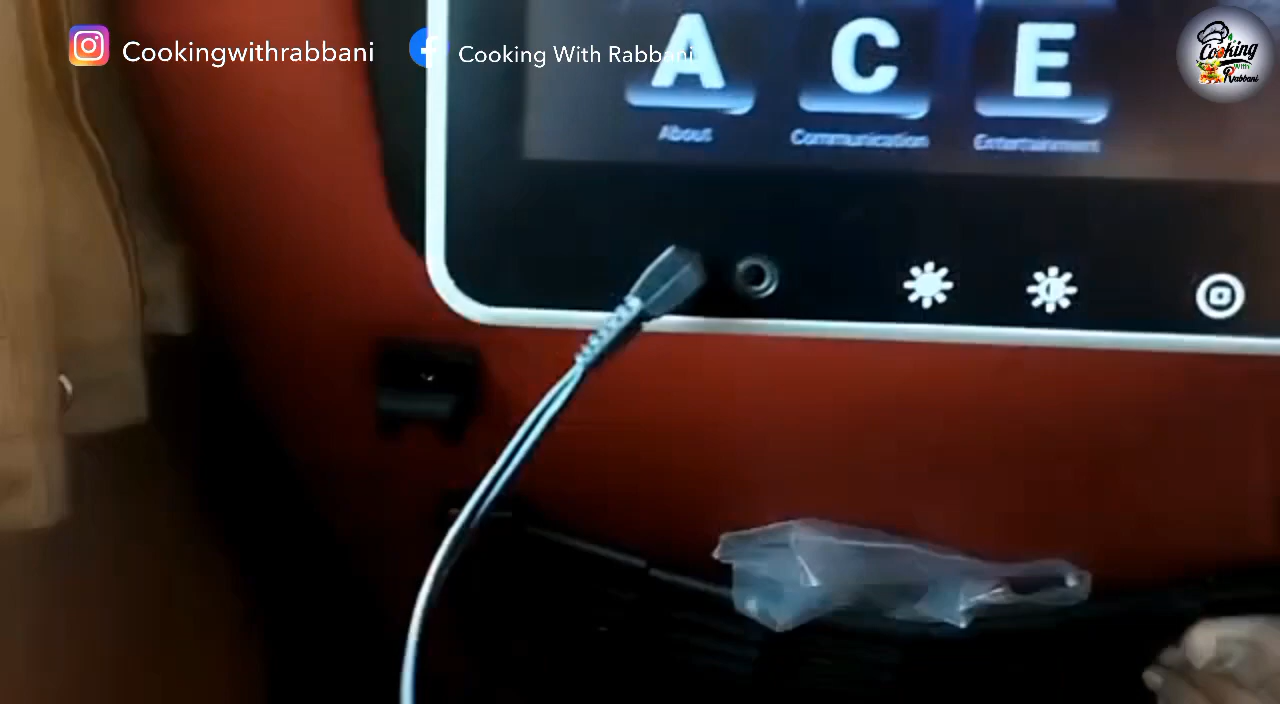 Cookingwithrabbani
Cooking With Rabbani
Cooking
With
Rabbani
A C E
About Communication Entertainment